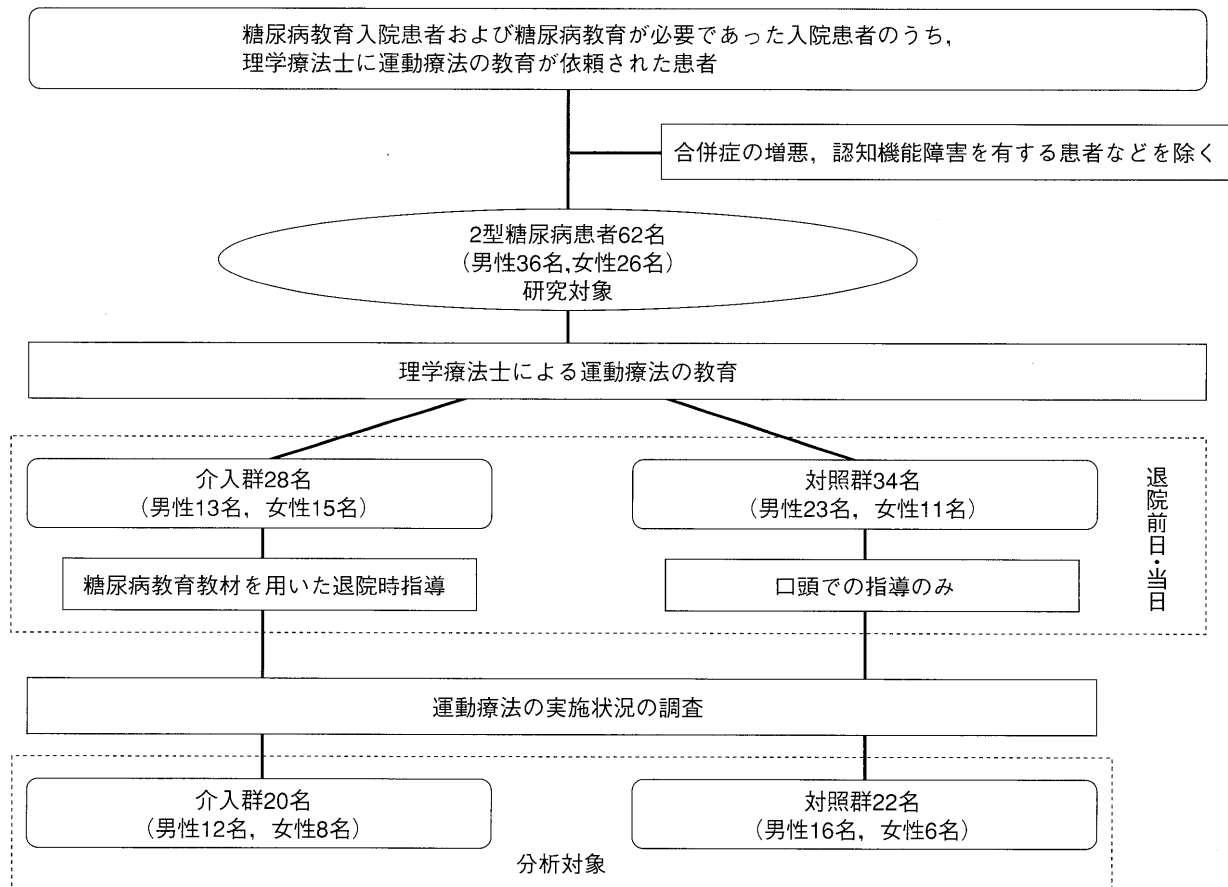 糖尿病教育入院患者および糖尿病教育が必要であった入院患者のうち，
理学療法士に運動療法の教育が依頼された患者
合併症の増悪，認知機能障害を有する患者などを除く
2型糖尿病患者62名
（男性36名,女性26名）
研究対象
理学療法士による運動療法の教育
介入群28名
（男性13名，女性15名）
対照群34名
（男性23名，女性11名）
退院前日・当日
糖尿病教育教材を用いた退院時指導
口頭での指導のみ
運動療法の実施状況の調査
介入群20名
（男性12名，女性8名）
対照群22名
（男性16名，女性6名）
分析対象